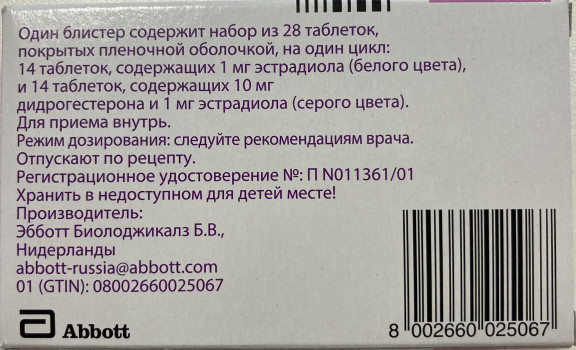 Один блистер содержит набор из 28 таблеток,
покрытых пленочной оболочкой, на один цикл:
14 таблеток, содержащих 1 мг эстрадиола (белого цвета),
и 14 таблеток, содержащих 10 мг
дидрогестерона и 1 мг эстрадиола (серого цвета).
Для приема внутрь.
Режим дозирования: следуйте рекомендациям врача.
Отпускают по рецепту.
Регистрационное удостоверение №: П N011361/01
Хранить в недоступном для детей месте!
Производитель:
Эбботт Биолоджикалз Б.В.,
Нидерланды
abbott-russia@abbott.com
01 (GTIN): 08002660025067
Abbott
8 002660 025067